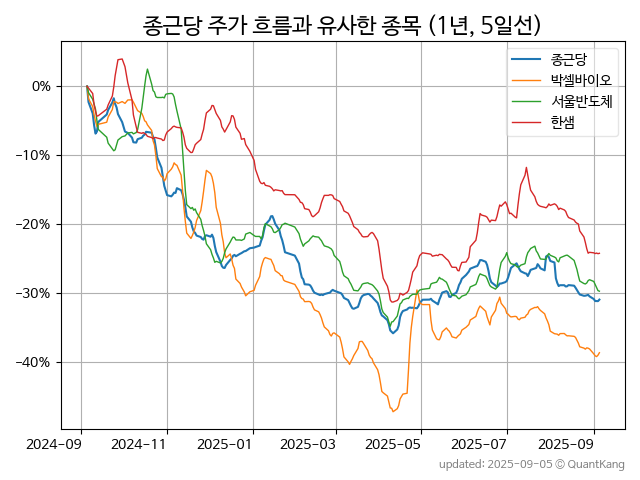 종근당 주가 흐름과 유사한 종목 (1년, 5일선)
종근당
박셀바이오
서울반도체
한샘
0%
−10%
−20%
−30%
−40%
2024−09
2024−11
2025−01
2025−03
2025−05
2025−07
2025−09
updated: 2025-09-05 © QuantKang